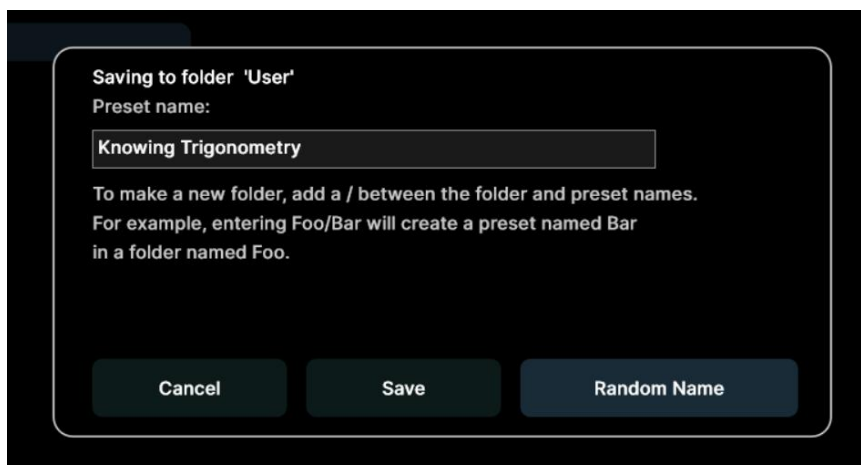 Saving to folder 'User'
Preset name:
Knowing Trigonometry
To make a new folder, add a / between the folder and preset names.
For example, entering Foo/Bar will create a preset named Bar
in a folder named Foo.
Cancel
Save
Random Name